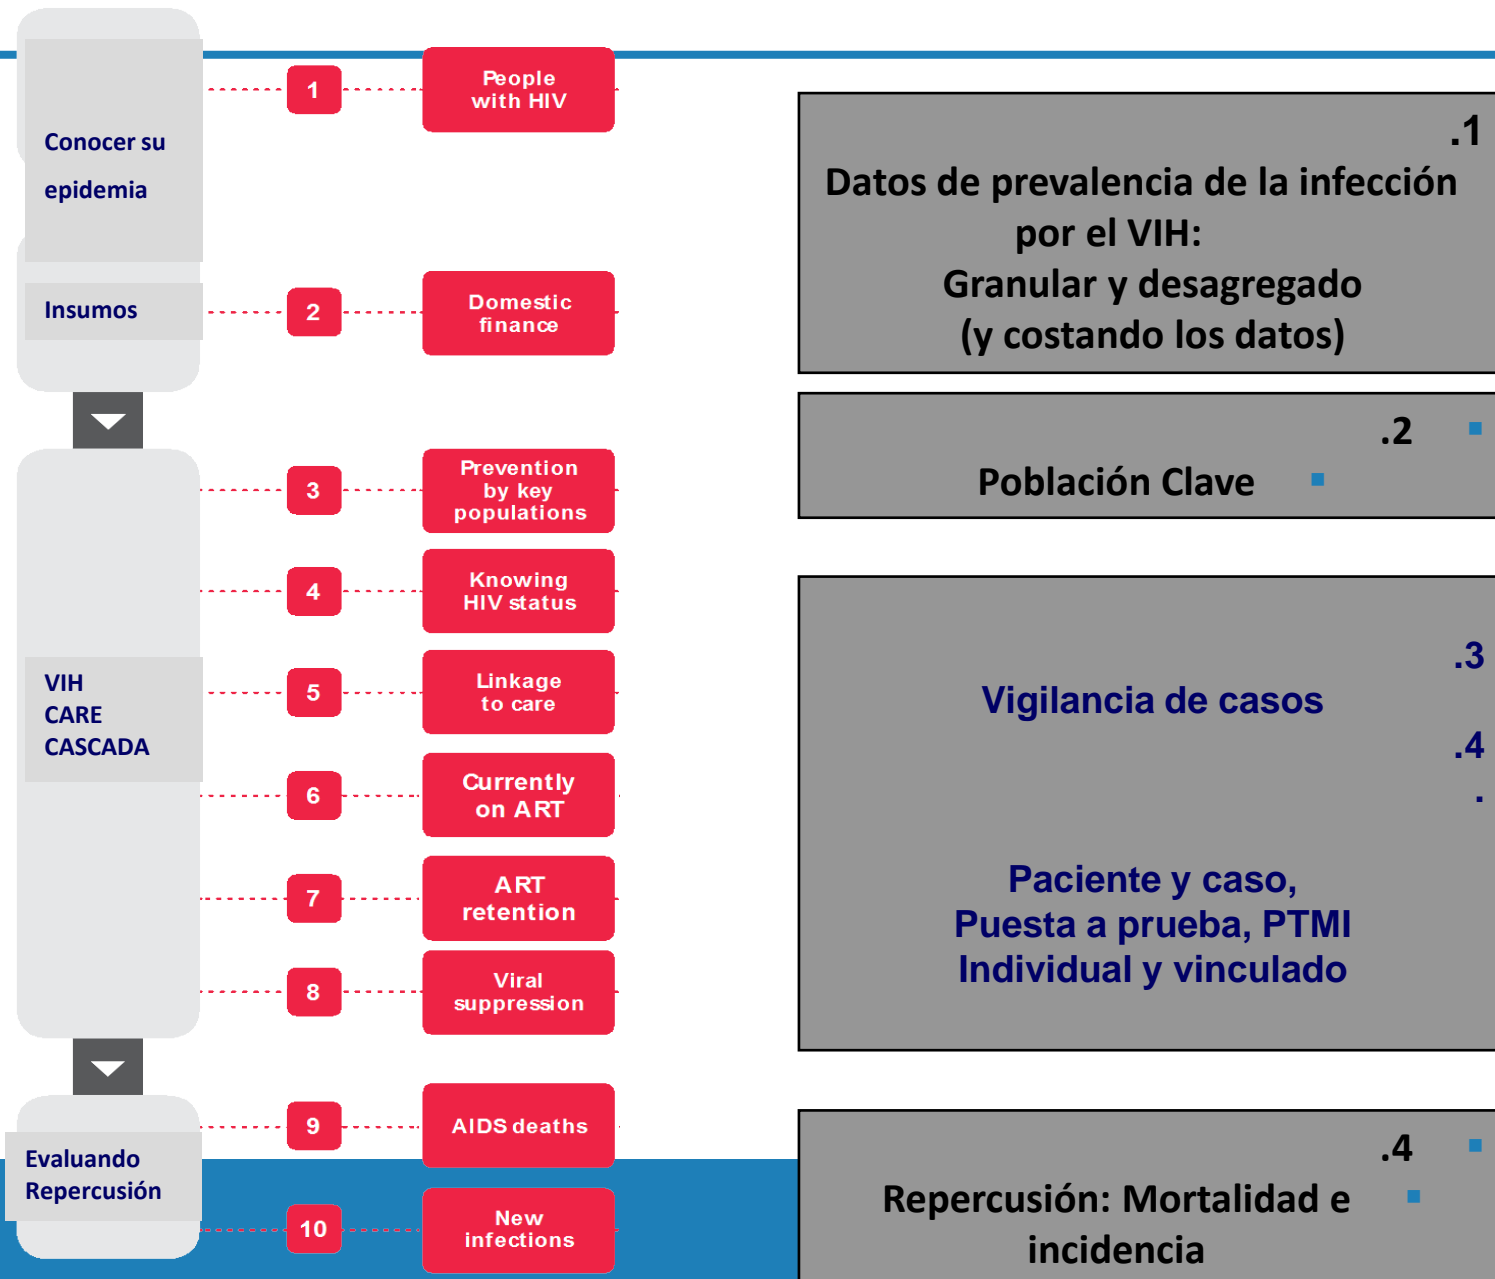 Conocer su
epidemia
Insumos
VIH
CARE
CASCADA
Evaluando
Repercusión
1
People
with HIV
2
Domestic
finance
3
Prevention
by key
populations
4
Knowing
HIV status
5
Linkage
to care
6
Currently
on ART
7
ART
retention
8
Viral
suppression
9
AIDS deaths
10
New
infections
.1
Datos de prevalencia de la infección
por el VIH:
Granular y desagregado
(y costando los datos)
.2
Población Clave
.3
Vigilancia de casos
.4
.
Paciente y caso,
Puesta a prueba, PTMI
Individual y vinculado
.4
Repercusión: Mortalidad e
incidencia